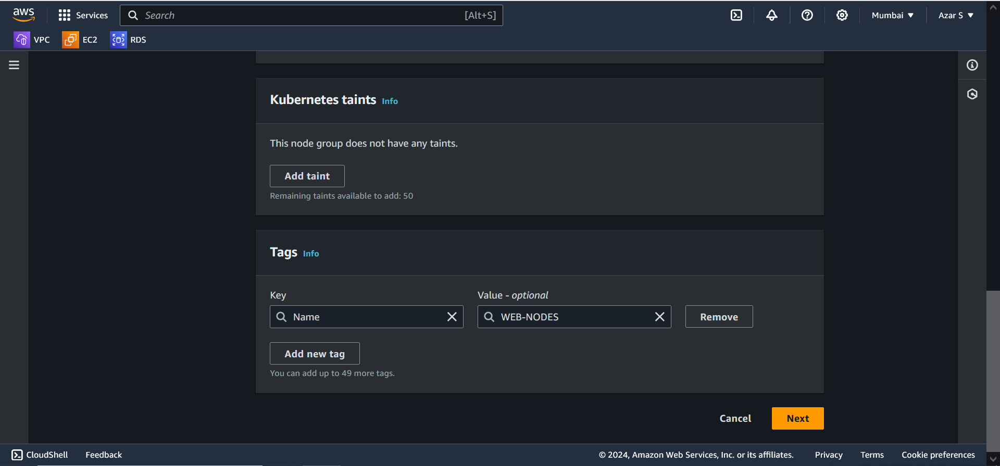 aws Services Search [Alt+S] Mumbai Azar S
VPC EC2 RDS
Kubernetes taints Info
This node group does not have any taints.
Add taint
Remaining taints available to add: 50
Tags Info
Key Value - optional
Name WEB-NODES Remove
Add new tag
You can add up to 49 more tags.
Cancel Next
CloudShell Feedback © 2024, Amazon Web Services, Inc. or its affiliates. Privacy Terms Cookie preferences